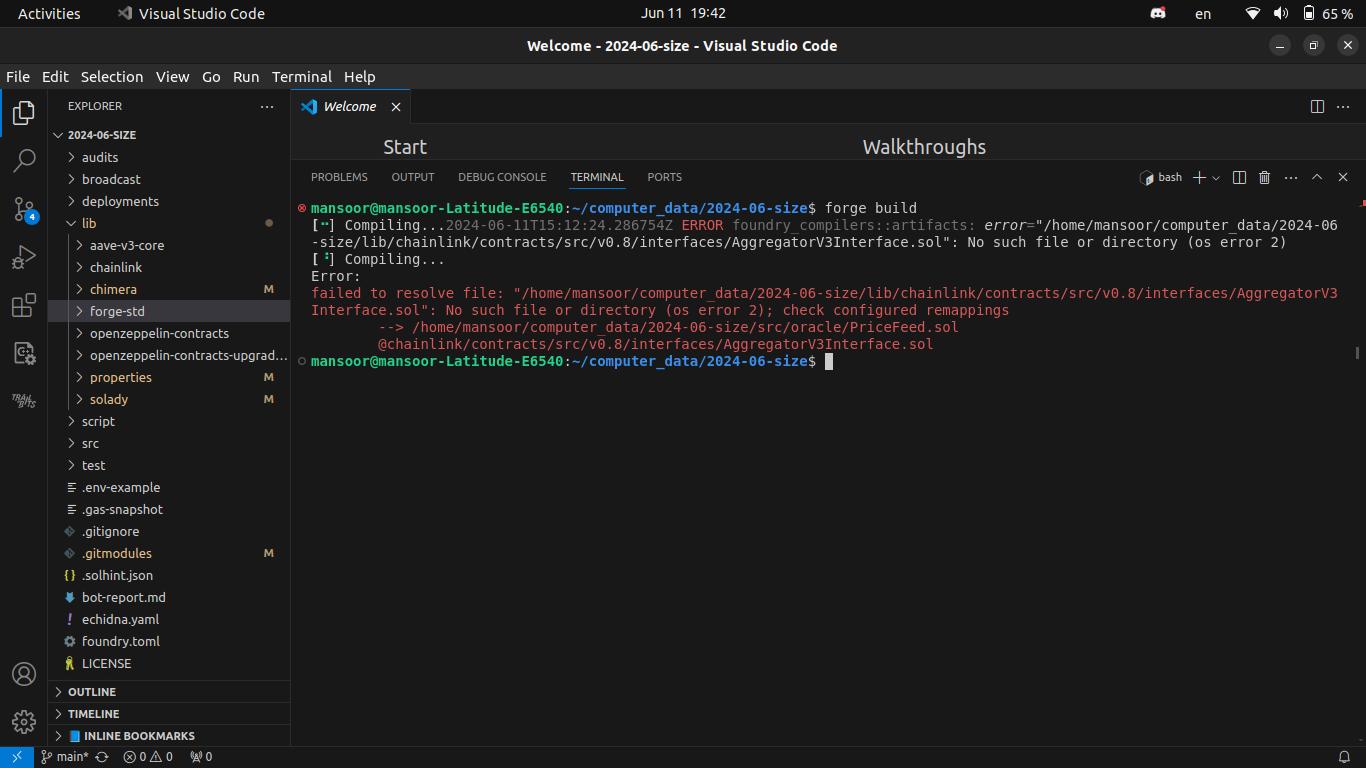 Activities
Visual Studio Code
Jun 11 19:42
en
65 %
Welcome - 2024-06-size - Visual Studio Code
File Edit Selection View Go Run Terminal Help
EXPLORER
Welcome
2024-06-SIZE
audits
broadcast
deployments
lib
aave-v3-core
chainlink
chimera M
forge-std
openzeppelin-contracts
openzeppelin-contracts-upgrad...
properties M
solady M
script
src
test
.env-example
.gas-snapshot
.gitignore
.gitmodules M
.solhint.json
bot-report.md
echidna.yaml
foundry.toml
LICENSE
OUTLINE
TIMELINE
INLINE BOOKMARKS
4
TRAIL OF BITS
Start
Walkthroughs
PROBLEMS OUTPUT DEBUG CONSOLE TERMINAL PORTS
bash
mansoor@mansoor-Latitude-E6540:~/computer_data/2024-06-size$ forge build
[⠒] Compiling...2024-06-11T15:12:24.286754Z ERROR foundry_compilers::artifacts: error="/home/mansoor/computer_data/2024-06
-size/lib/chainlink/contracts/src/v0.8/interfaces/AggregatorV3Interface.sol": No such file or directory (os error 2)
[⠃] Compiling...
Error:
failed to resolve file: "/home/mansoor/computer_data/2024-06-size/lib/chainlink/contracts/src/v0.8/interfaces/AggregatorV3
Interface.sol": No such file or directory (os error 2); check configured remappings
--> /home/mansoor/computer_data/2024-06-size/src/oracle/PriceFeed.sol
@chainlink/contracts/src/v0.8/interfaces/AggregatorV3Interface.sol
mansoor@mansoor-Latitude-E6540:~/computer_data/2024-06-size$
main* 0 0 0